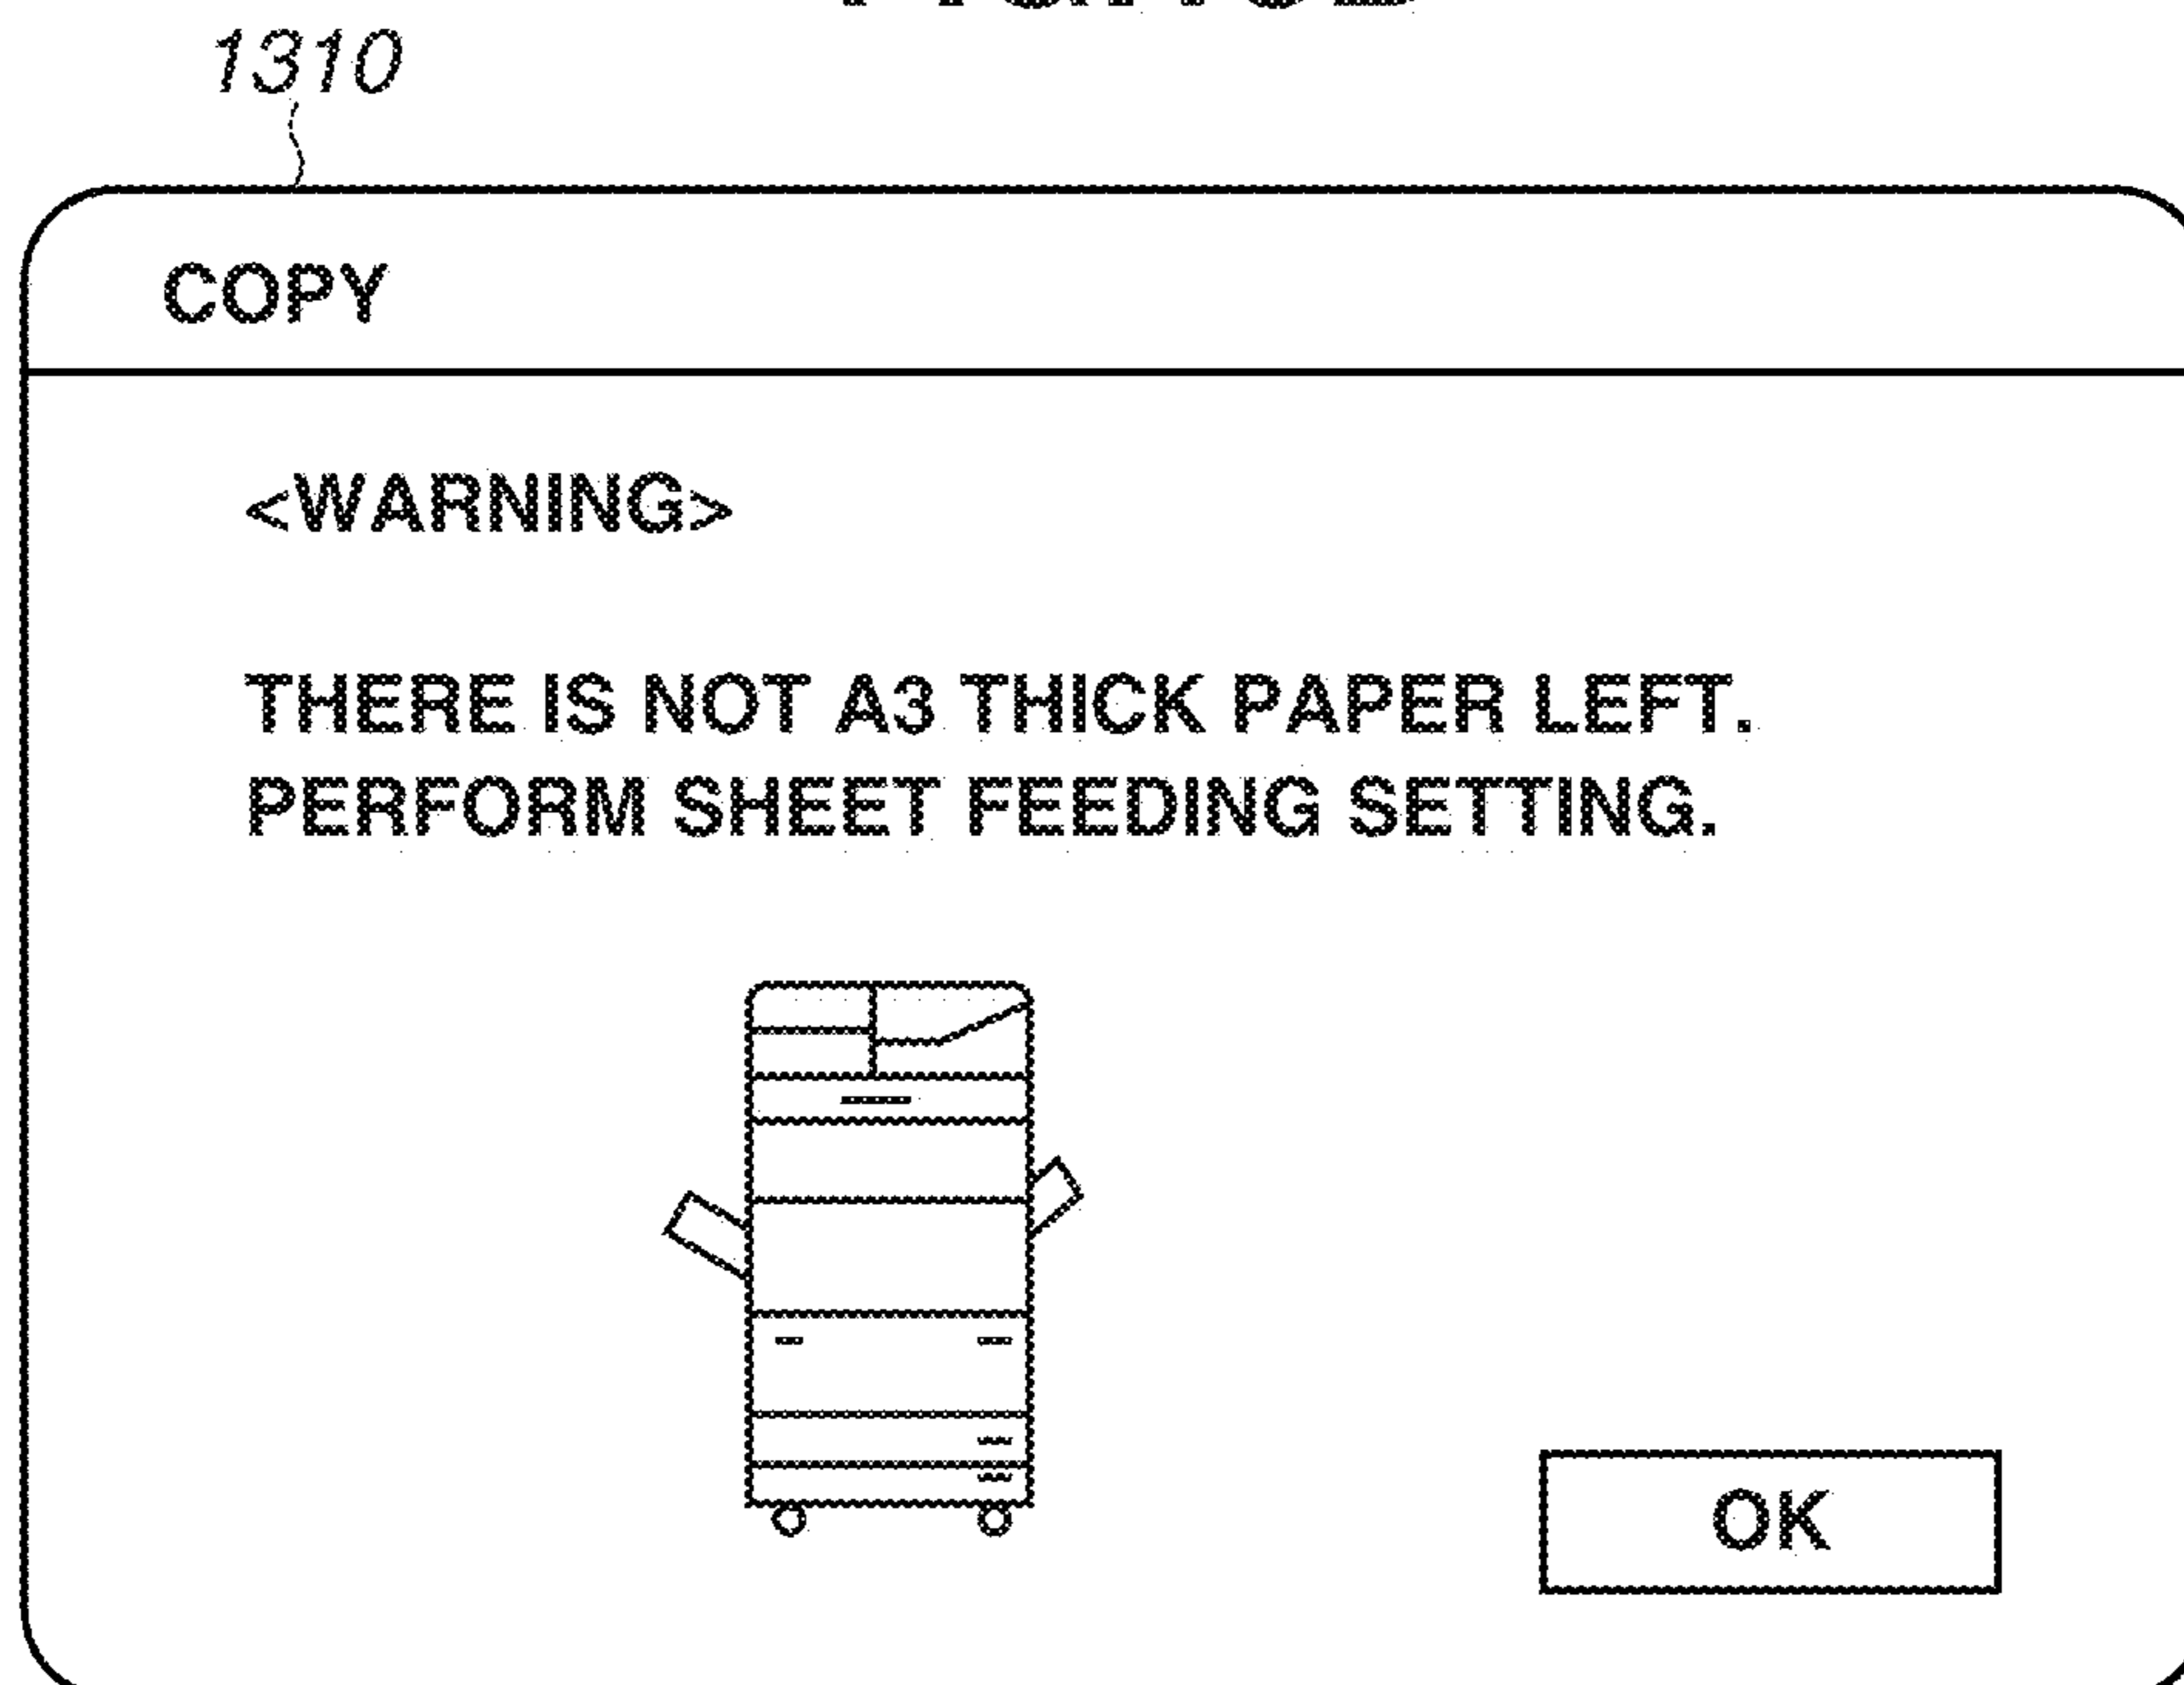 1310
COPY
<WARNING>
THERE IS NOT A3 THICK PAPER LEFT.
PERFORM SHEET FEEDING SETTING.
OK